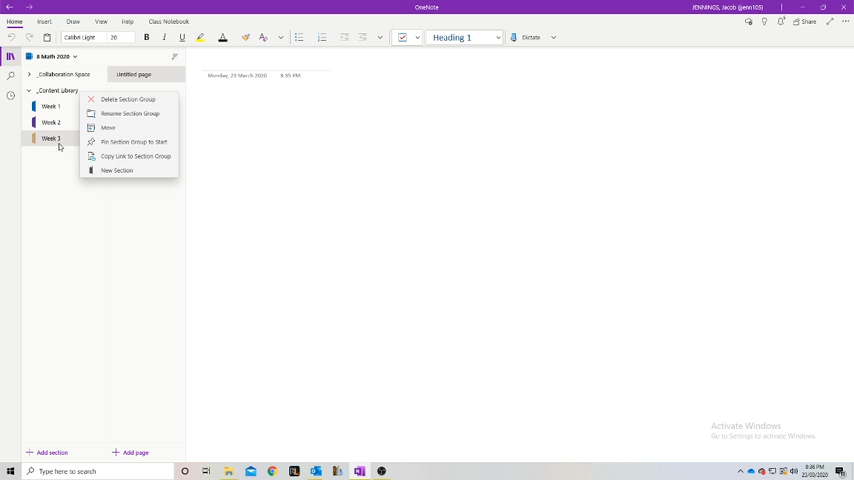 OneNote
JENNINGS, Jacob (jjenn105)
Home Insert Draw View Help Class Notebook
Share
Calibri Light 20 B I U A Heading 1 Dictate
8 Math 2020
_Collaboration Space
Untitled page
Monday, 23 March 2020 8:35 PM
_Content Library
Week 1
Week 2
Week 3
Delete Section Group
Rename Section Group
Move
Pin Section Group to Start
Copy Link to Section Group
New Section
Activate Windows
Go to Settings to activate Windows.
Add section
Add page
Type here to search
8:36 PM
23/03/2020